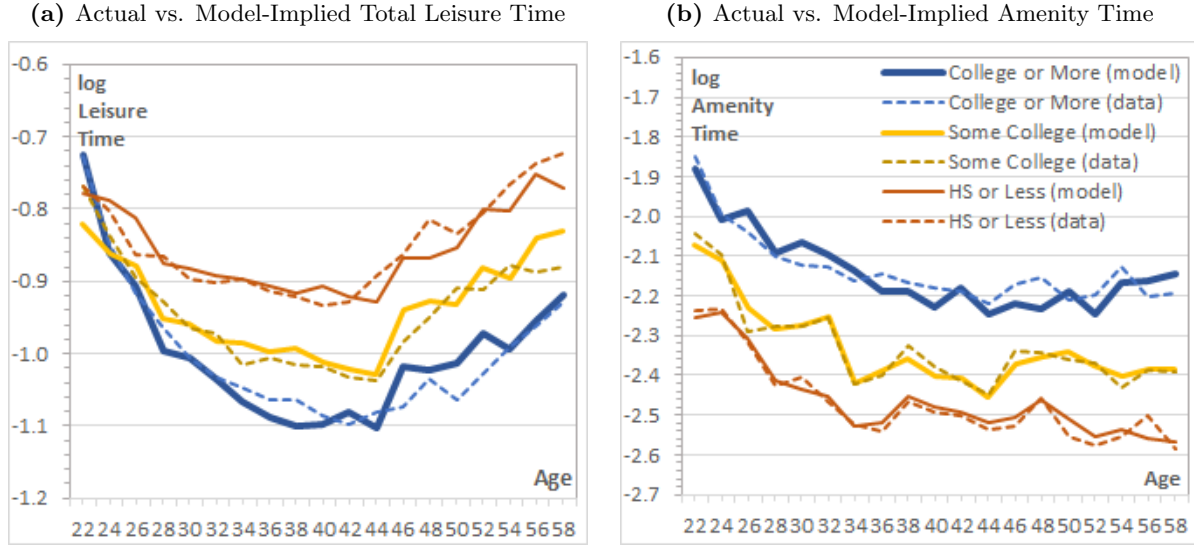 (a) Actual vs. Model-Implied Total Leisure Time
-0.6
-0.7
-0.8
-0.9
-1.0
-1.1
-1.2
log
Leisure
Time
Age
22 24 26 28 30 32 34 36 38 40 42 44 46 48 50 52 54 56 58
(b) Actual vs. Model-Implied Amenity Time
-1.6
-1.7
-1.8
-1.9
-2.0
-2.1
-2.2
-2.3
-2.4
-2.5
-2.6
-2.7
log
Amenity
Time
College or More (model)
College or More (data)
Some College (model)
Some College (data)
HS or Less (model)
HS or Less (data)
Age
22 24 26 28 30 32 34 36 38 40 42 44 46 48 50 52 54 56 58